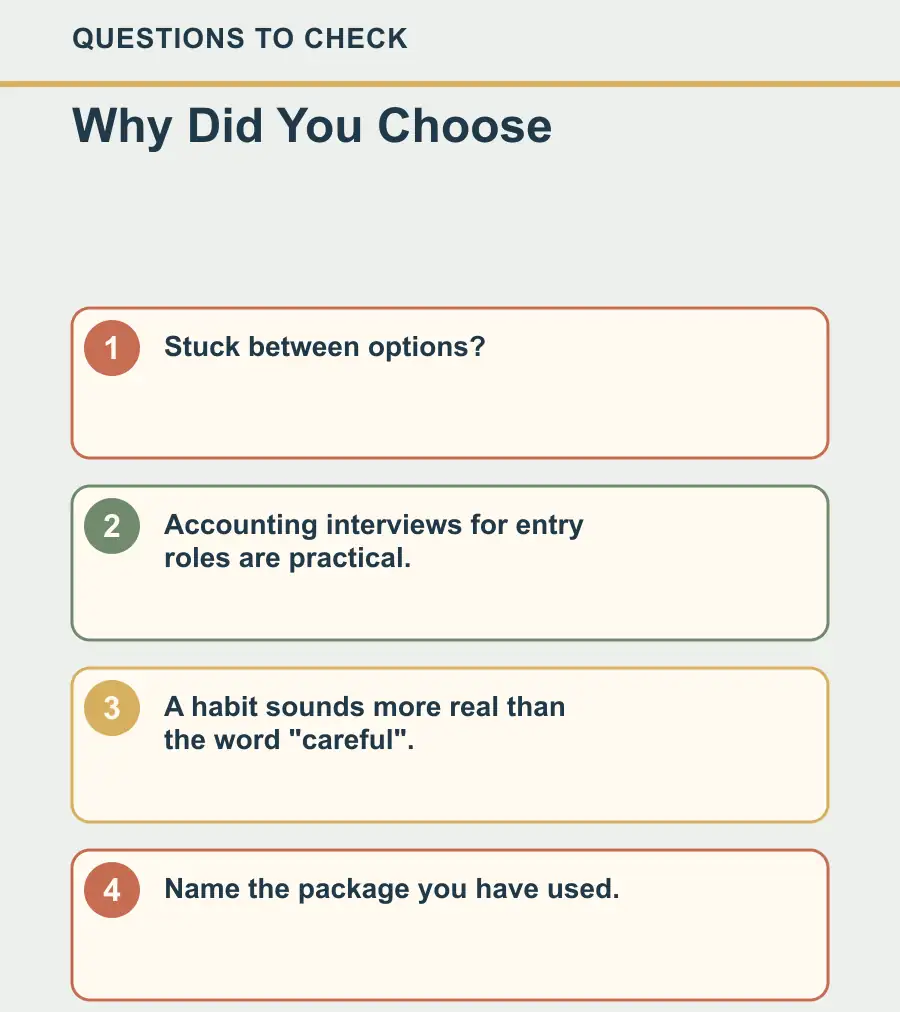 QUESTIONS TO CHECK
Why Did You Choose
1
Stuck between options?
2
Accounting interviews for entry
roles are practical.
3
A habit sounds more real than
the word "careful".
4
Name the package you have used.